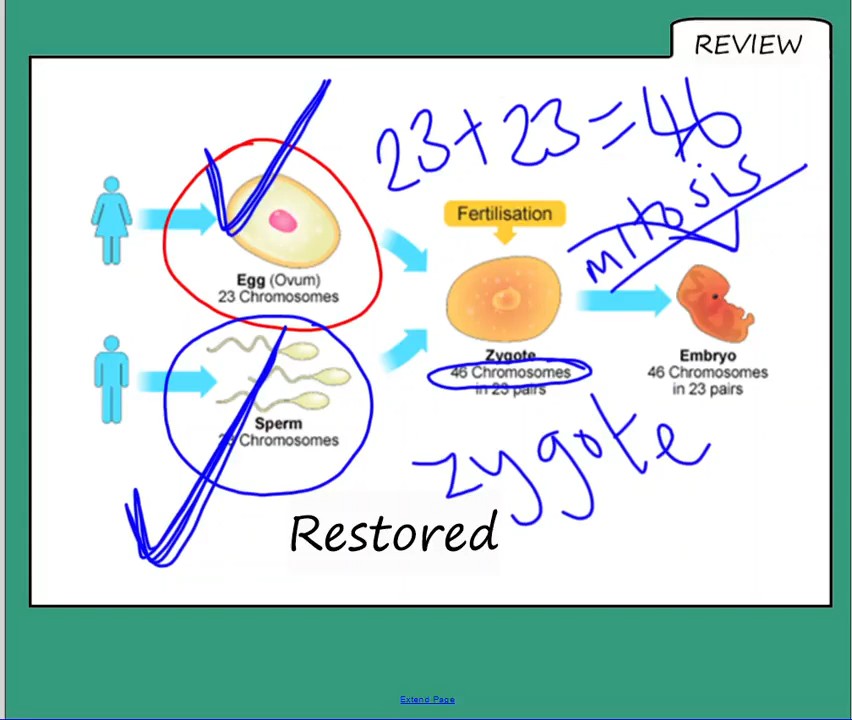 REVIEW
23+23=46
mitosis
Fertilisation
Egg (Ovum)
23 Chromosomes
Zygote
46 Chromosomes
in 23 pairs
Embryo
46 Chromosomes
in 23 pairs
Sperm
23 Chromosomes
zygote
Restored
Extend Page